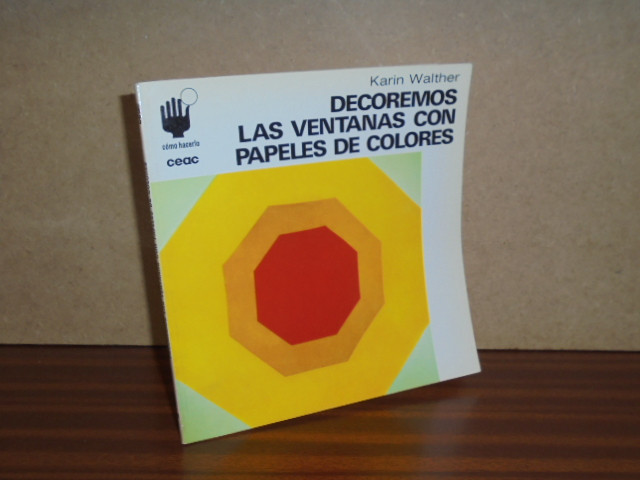 Karin Walther
DECOREMOS
LAS VENTANAS CON
PAPELES DE COLORES
cómo hacerlo
ceac